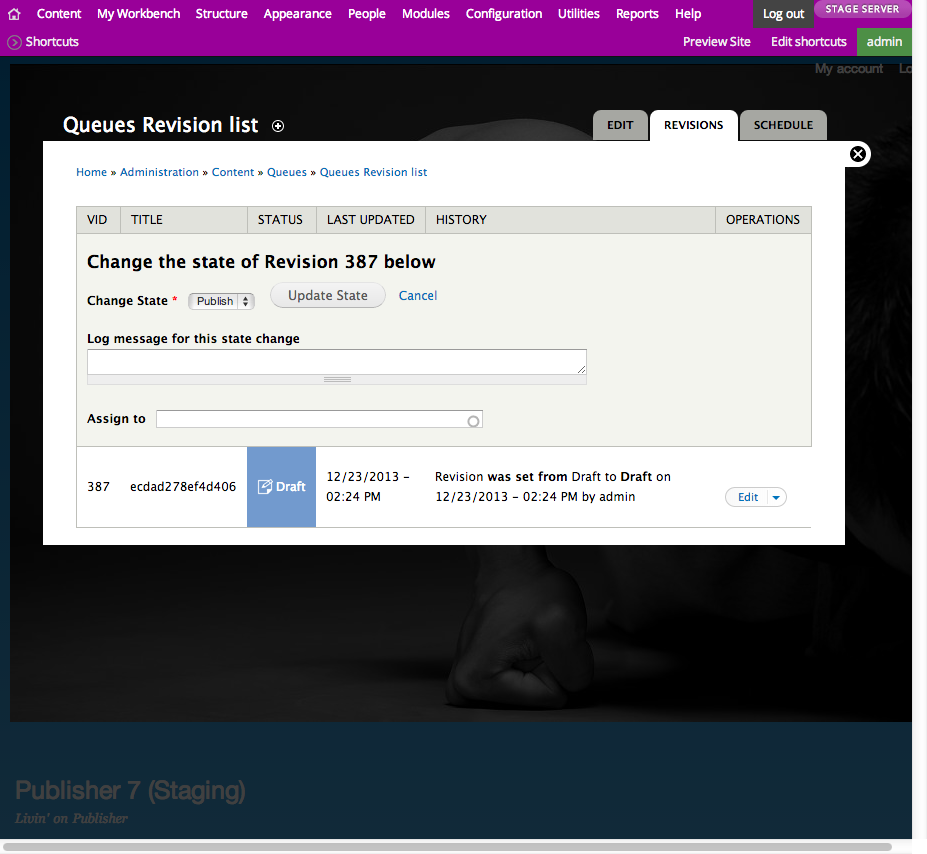 Content My Workbench Structure Appearance People Modules Configuration Utilities Reports Help Log out STAGE SERVER
Shortcuts Preview Site Edit shortcuts admin
My account
Queues Revision list EDIT REVISIONS SCHEDULE
Home » Administration » Content » Queues » Queues Revision list
VID TITLE STATUS LAST UPDATED HISTORY OPERATIONS
Change the state of Revision 387 below
Change State * Publish Update State Cancel
Log message for this state change
Assign to
387 ecdad278ef4d406 Draft 12/23/2013 – 02:24 PM Revision was set from Draft to Draft on 12/23/2013 – 02:24 PM by admin Edit
Publisher 7 (Staging)
Livin' on Publisher